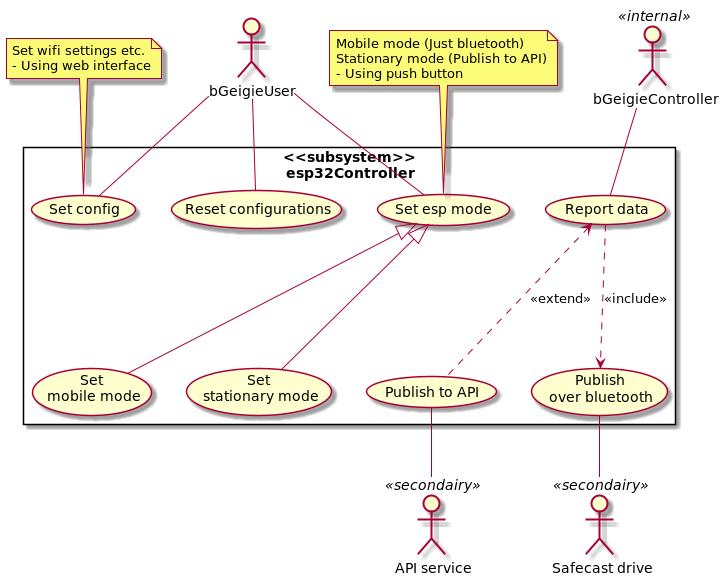 «internal»
Set wifi settings etc.
- Using web interface
Mobile mode (Just bluetooth)
Stationary mode (Publish to API)
- Using push button
bGeigieUser
bGeigieController
<<subsystem>>
esp32Controller
Set config
Reset configurations
Set esp mode
Report data
«extend»
«include»
Set
mobile mode
Set
stationary mode
Publish to API
Publish
over bluetooth
«secondairy»
«secondairy»
API service
Safecast drive